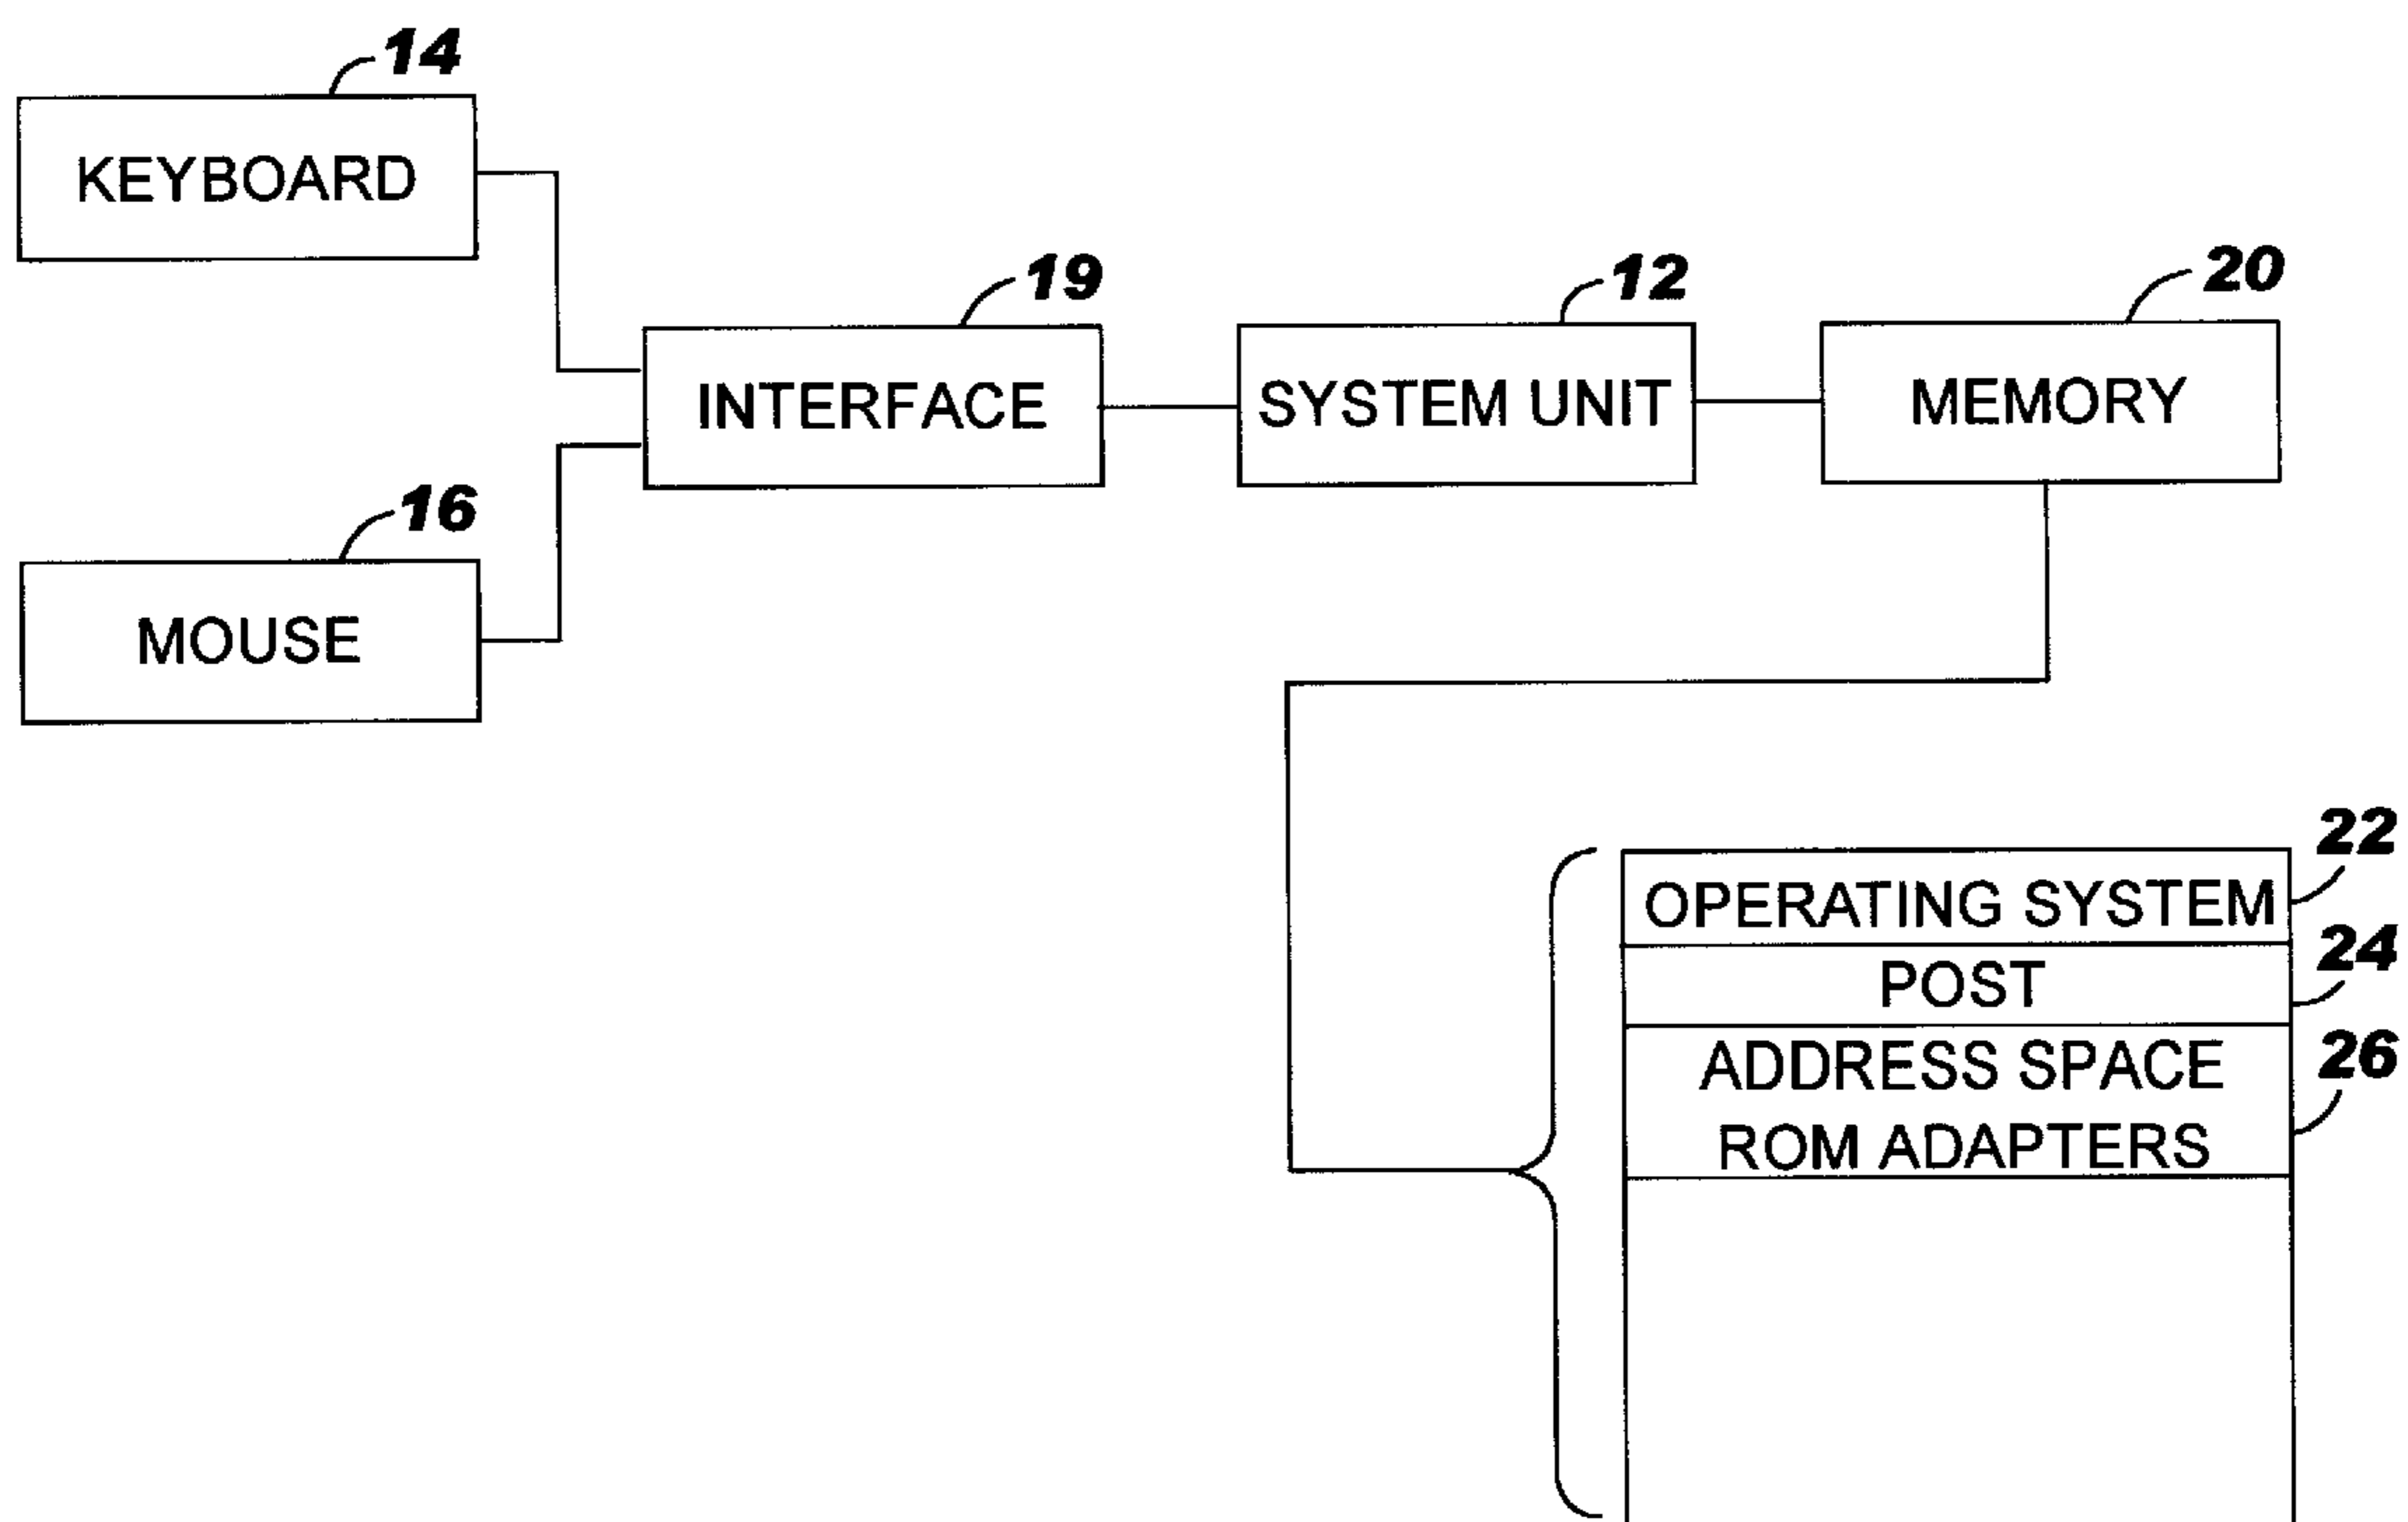 14
KEYBOARD
19
INTERFACE
12
SYSTEM UNIT
20
MEMORY
16
MOUSE
22
OPERATING SYSTEM
24
POST
26
ADDRESS SPACE
ROM ADAPTERS